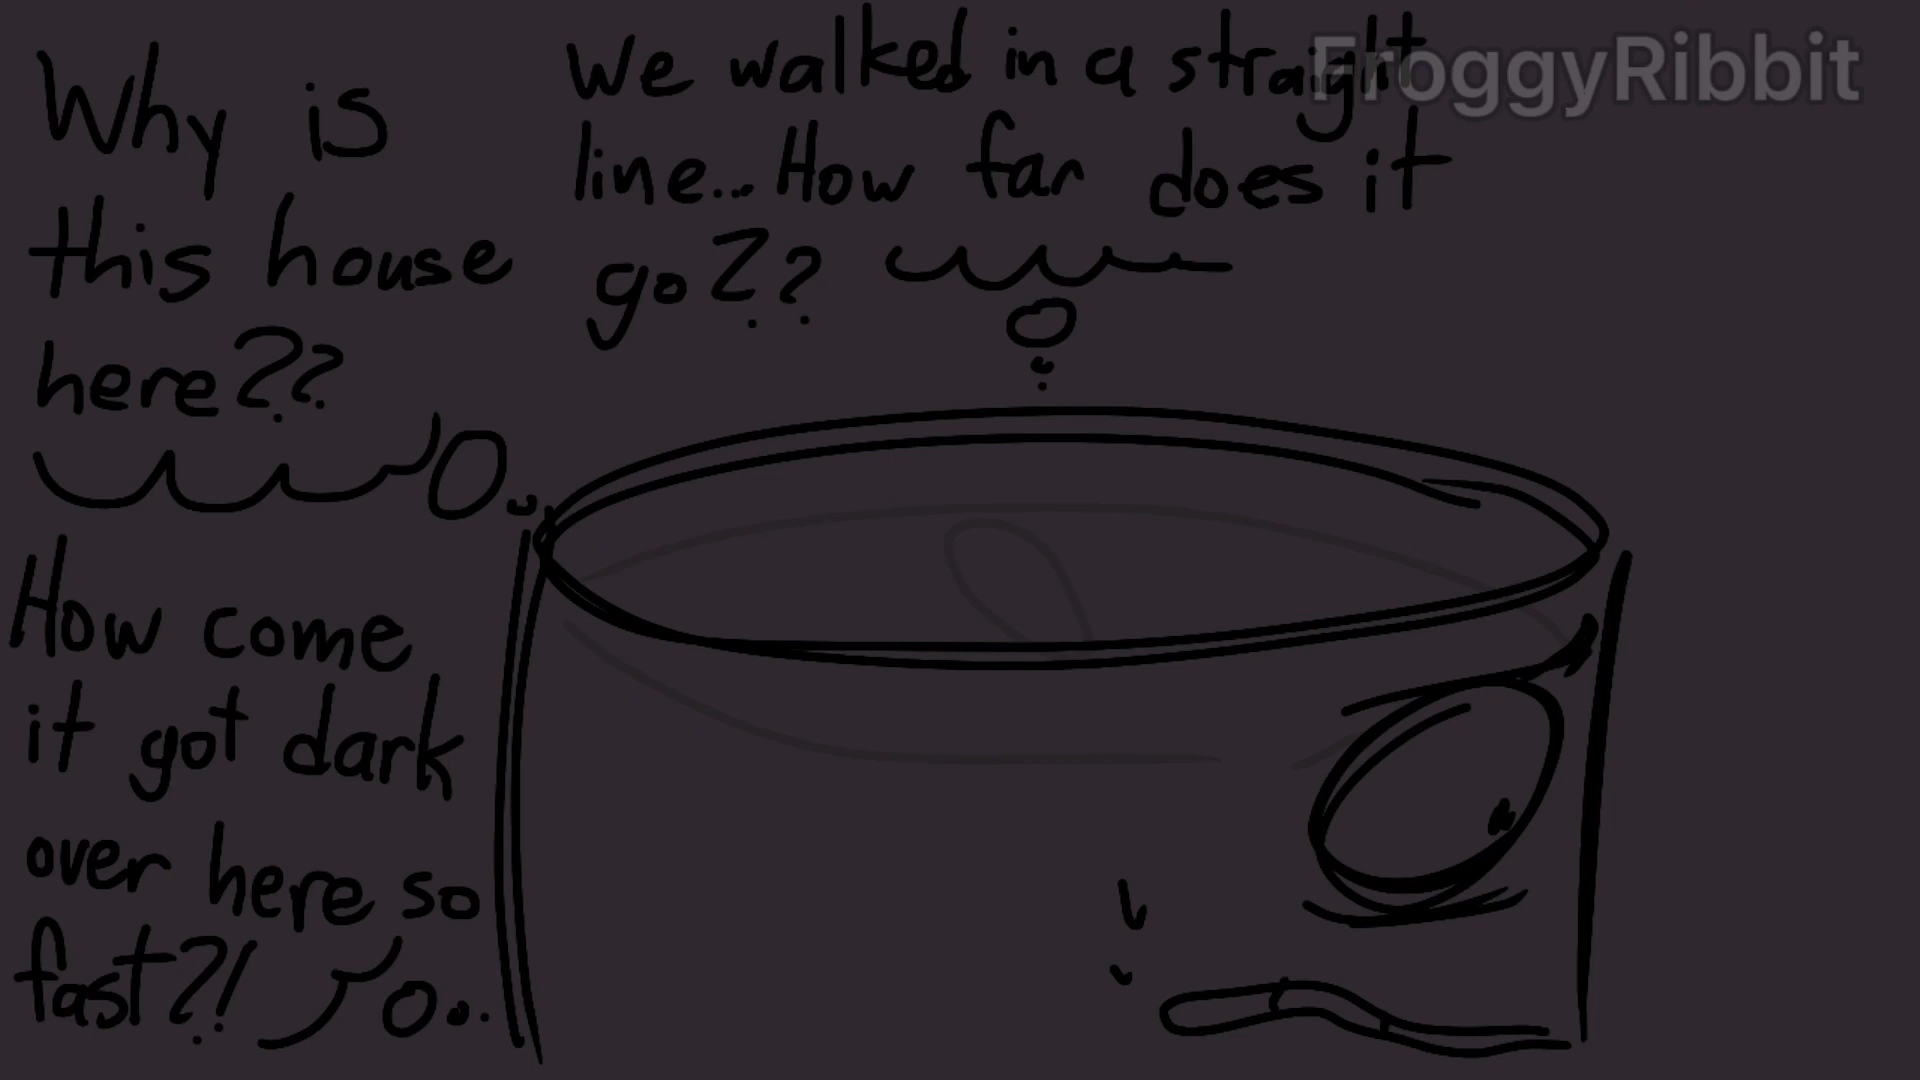 Why is
this house
here??
We walked in a straight
line... How far does it
go??
How come
it got dark
over here so
fast?!
FroggyRibbit